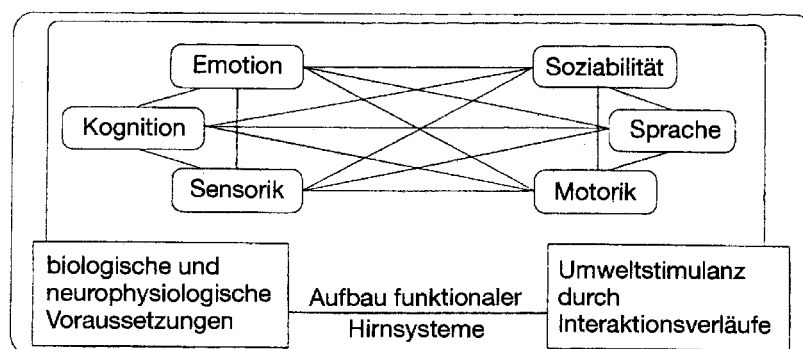 Emotion
Soziabilität
Kognition
Sprache
Sensorik
Motorik
biologische und
neurophysiologische
Voraussetzungen
Aufbau funktionaler
Hirnsysteme
Umweltstimulanz
durch
Interaktionsverläufe